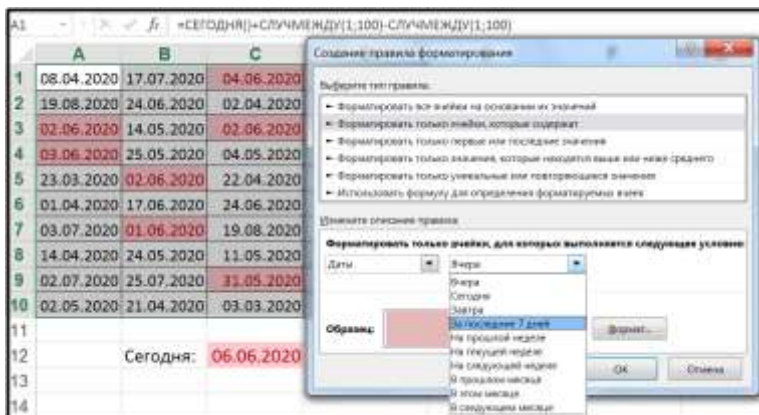 A1 fx =СЕГОДНЯ()+СЛУЧМЕЖДУ(1;100)-СЛУЧМЕЖДУ(1;100)
A B C
1 08.04.2020 17.07.2020 04.06.2020
2 19.08.2020 24.06.2020 02.04.2020
3 02.06.2020 14.05.2020 02.06.2020
4 03.06.2020 25.05.2020 04.05.2020
5 23.03.2020 02.06.2020 22.04.2020
6 01.04.2020 17.06.2020 24.06.2020
7 03.07.2020 01.06.2020 19.08.2020
8 14.04.2020 24.05.2020 11.05.2020
9 02.07.2020 25.07.2020 31.05.2020
10 02.05.2020 21.04.2020 03.03.2020
11
12 Сегодня: 06.06.2020
13
14
Создание правила форматирования
Выберите тип правила:
► Форматировать все ячейки на основании их значений
► Форматировать только ячейки, которые содержат
► Форматировать только первые или последние значения
► Форматировать только значения, которые находятся выше или ниже среднего
► Форматировать только уникальные или повторяющиеся значения
► Использовать формулу для определения форматируемых ячеек
Измените описание правила:
Форматировать только ячейки, для которых выполняется следующее условие:
Даты Вчера
Вчера
Сегодня
Завтра
За последние 7 дней
На прошлой неделе
На текущей неделе
На следующей неделе
В прошлом месяце
В этом месяце
В следующем месяце
Образец:
Формат...
ОК Отмена